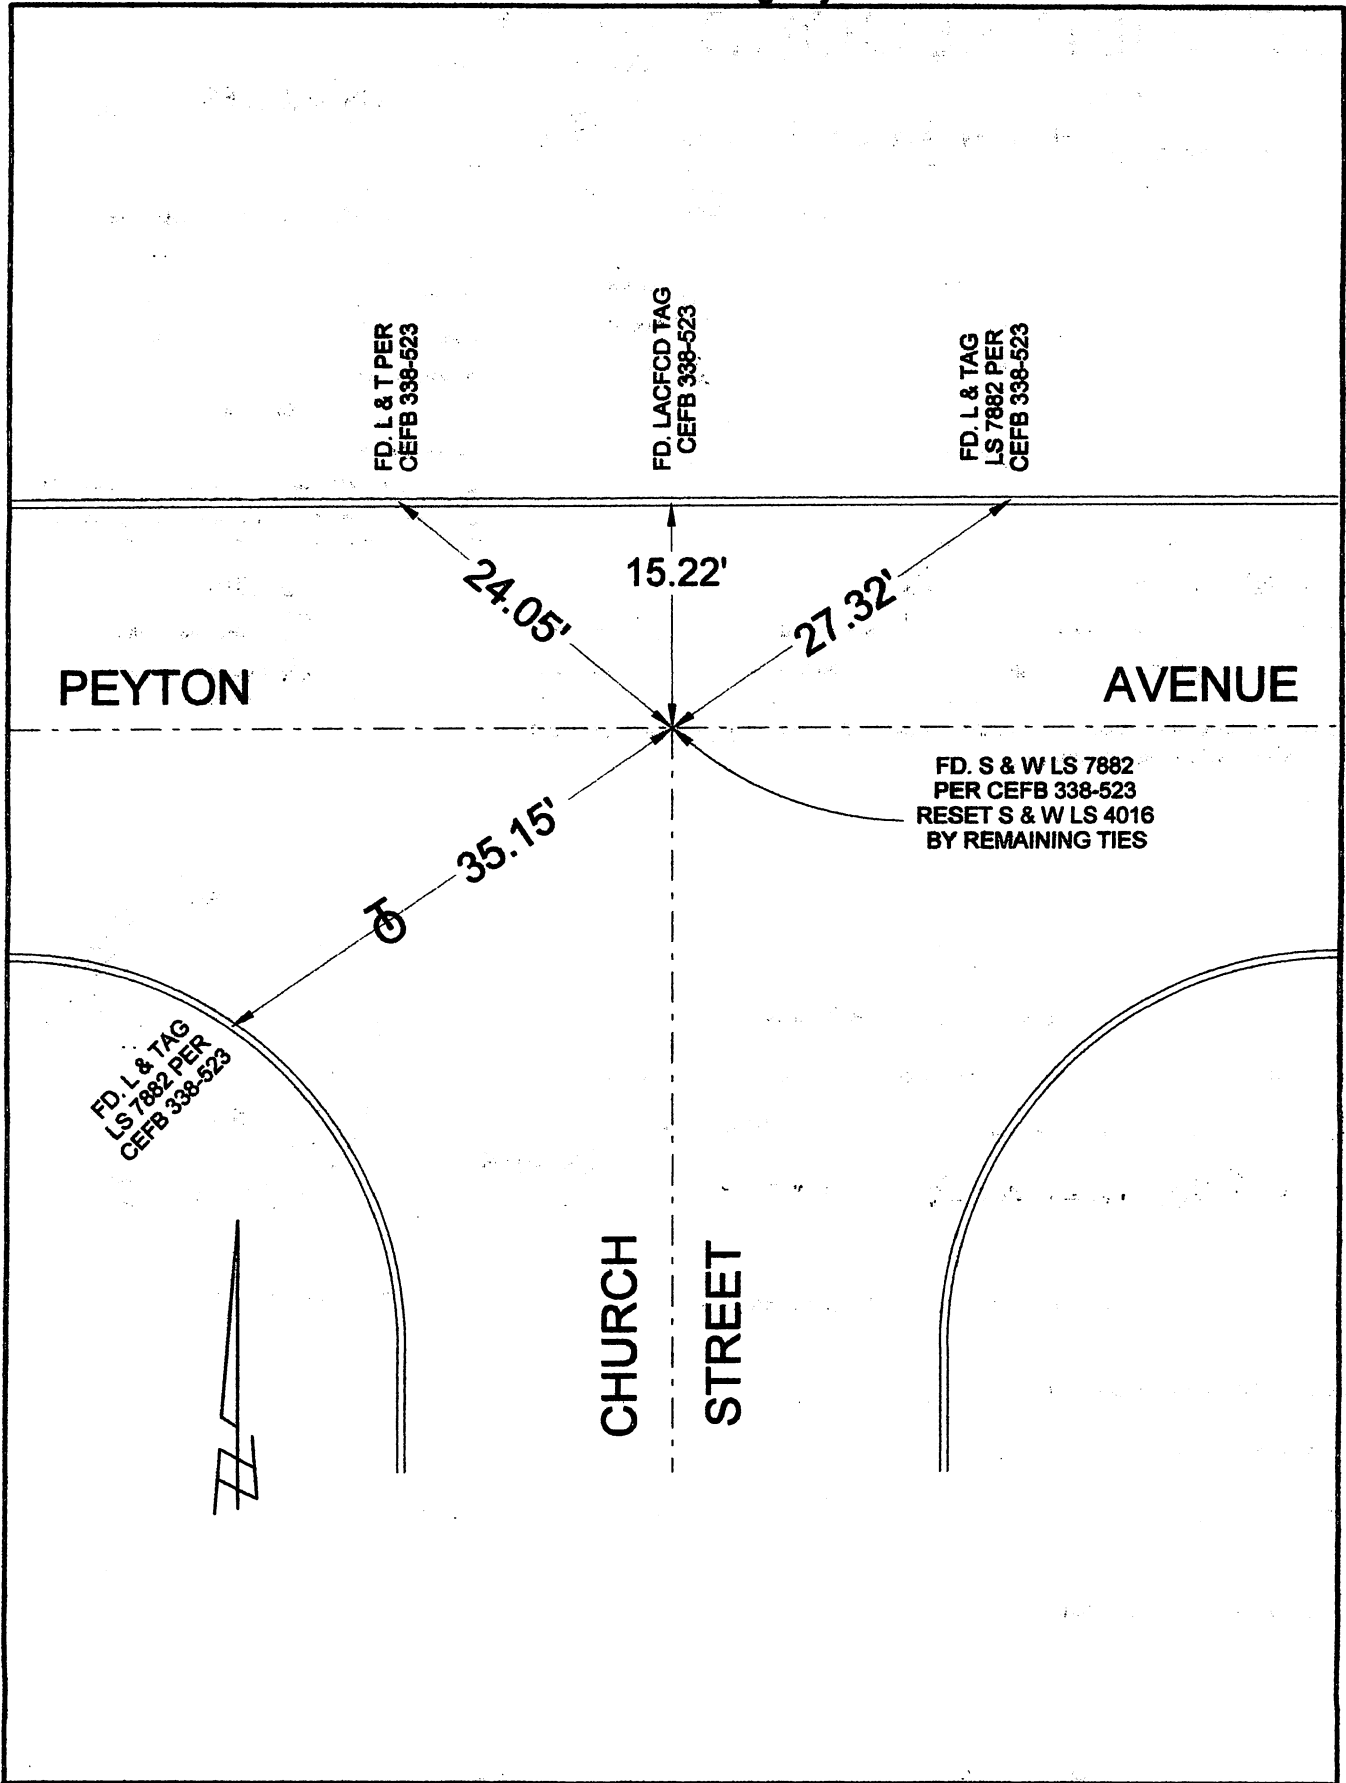 FD. L & T PER
CEFB 338-523
FD. LACFCD TAG
CEFB 338-523
FD. L & TAG
LS 7882 PER
CEFB 338-523
24.05'
15.22'
27.32'
PEYTON
AVENUE
FD. S & W LS 7882
PER CEFB 338-523
RESET S & W LS 4016
BY REMAINING TIES
35.15'
FD. L & TAG
LS 7882 PER
CEFB 338-523
CHURCH
STREET
N